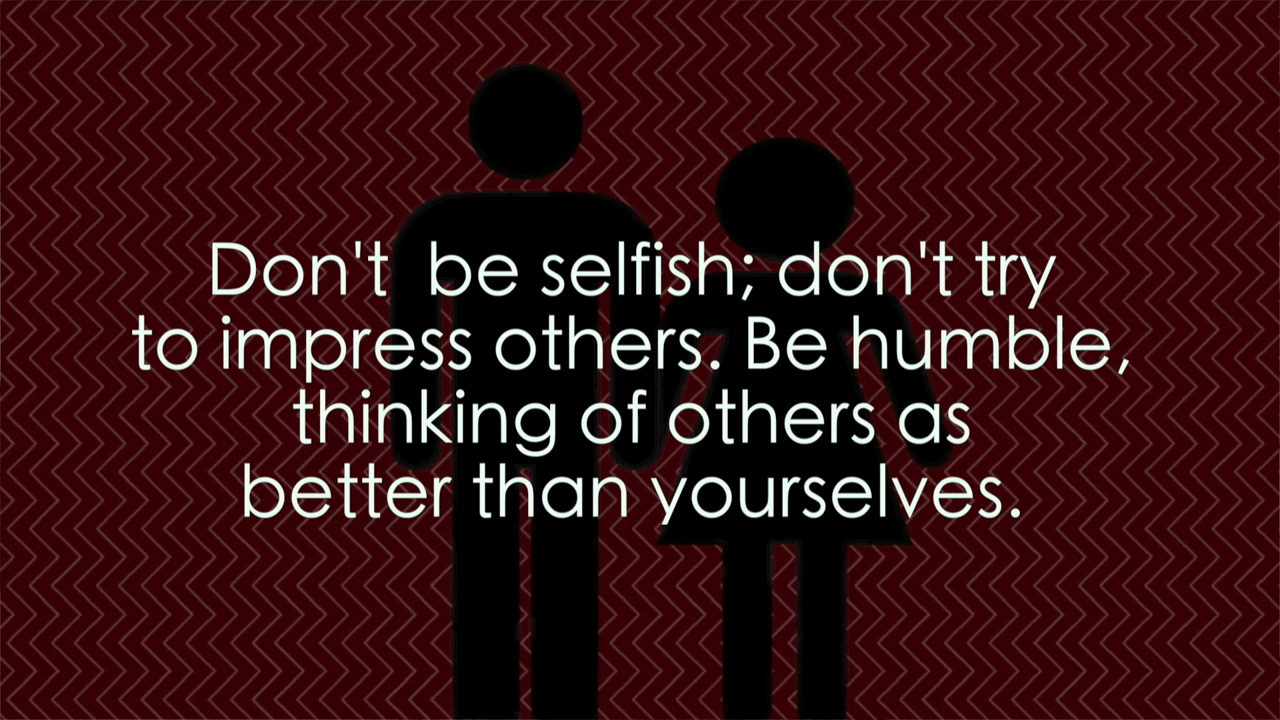 Don't be selfish; don't try
to impress others. Be humble,
thinking of others as
better than yourselves.